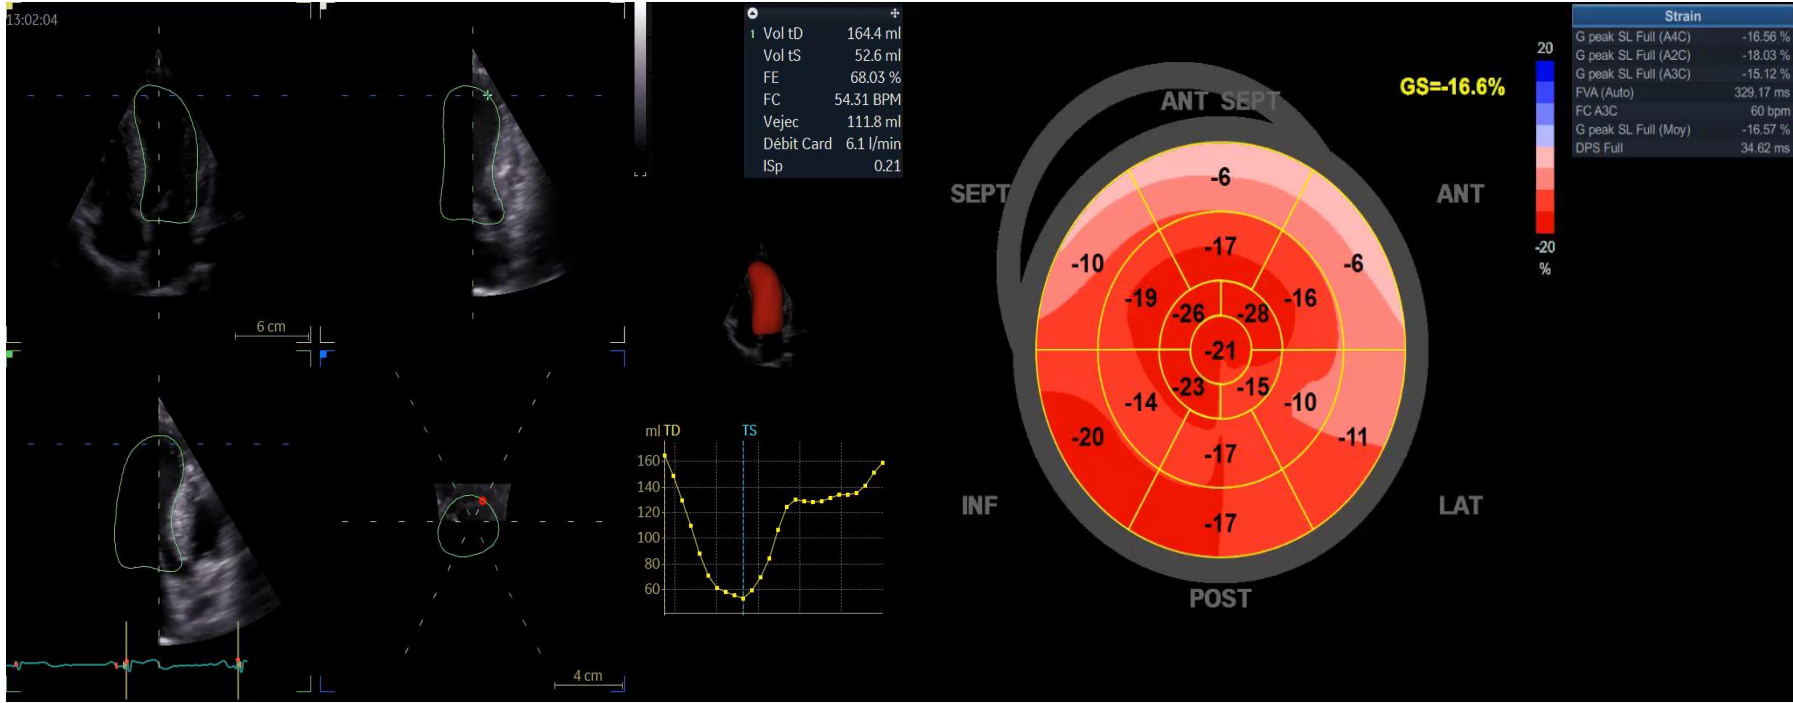 13:02:04
6 cm
4 cm
1 Vol tD 164.4 ml
Vol tS 52.6 ml
FE 68.03 %
FC 54.31 BPM
Vejec 111.8 ml
Débit Card 6.1 l/min
ISp 0.21
ml TD TS
160
140
120
100
80
60
ANT SEPT
SEPT
ANT
INF
LAT
POST
GS=-16.6%
20
-20
%
-6
-10
-17
-6
-19
-16
-26
-28
-21
-23
-15
-14
-10
-20
-17
-11
-17
Strain
G peak SL Full (A4C) -16.56 %
G peak SL Full (A2C) -18.03 %
G peak SL Full (A3C) -15.12 %
FVA (Auto) 329.17 ms
FC A3C 60 bpm
G peak SL Full (Moy) -16.57 %
DPS Full 34.62 ms